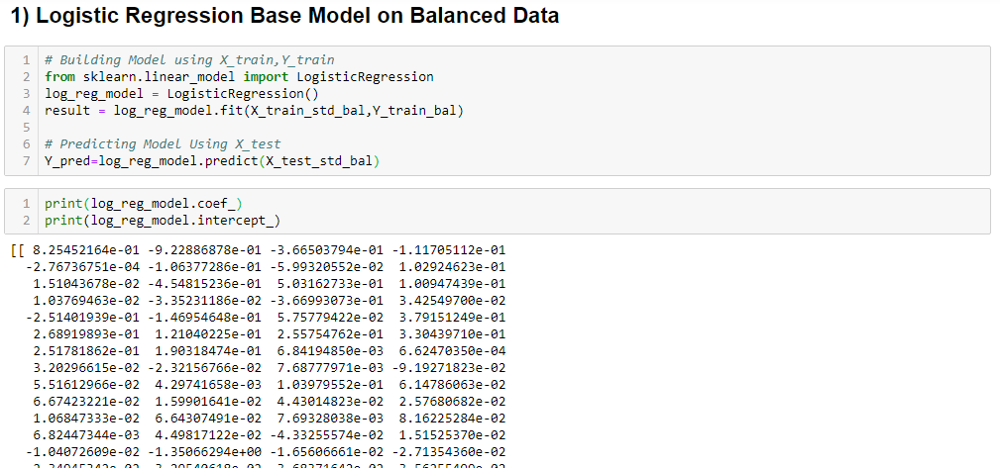 1) Logistic Regression Base Model on Balanced Data
1 # Building Model using X_train,Y_train
2 from sklearn.linear_model import LogisticRegression
3 log_reg_model = LogisticRegression()
4 result = log_reg_model.fit(X_train_std_bal,Y_train_bal)
5
6 # Predicting Model Using X_test
7 Y_pred=log_reg_model.predict(X_test_std_bal)
1 print(log_reg_model.coef_)
2 print(log_reg_model.intercept_)
[[ 8.25452164e-01 -9.22886878e-01 -3.66503794e-01 -1.11705112e-01
-2.76736751e-04 -1.06377286e-01 -5.99320552e-02 1.02924623e-01
1.51043678e-02 -4.54815236e-01 5.03162733e-01 1.00947439e-01
1.03769463e-02 -3.35231186e-02 -3.66993073e-01 3.42549700e-02
-2.51401939e-01 -1.46954648e-01 5.75779422e-02 3.79151249e-01
2.68919893e-01 1.21040225e-01 2.55754762e-01 3.30439710e-01
2.51781862e-01 1.90318474e-01 6.84194850e-03 6.62470350e-04
3.20296615e-02 -2.32156766e-02 7.68777971e-03 -9.19271823e-02
5.51612966e-02 4.29741658e-03 1.03979552e-01 6.14786063e-02
6.67423221e-02 1.59901641e-02 4.43014823e-02 2.57680682e-02
1.06847333e-02 6.64307491e-02 7.69328038e-03 8.16225284e-02
6.82447344e-03 4.49817122e-02 -4.33255574e-02 1.51525370e-02
-1.04072609e-02 -1.35066294e+00 -1.65606661e-02 -2.71354360e-02